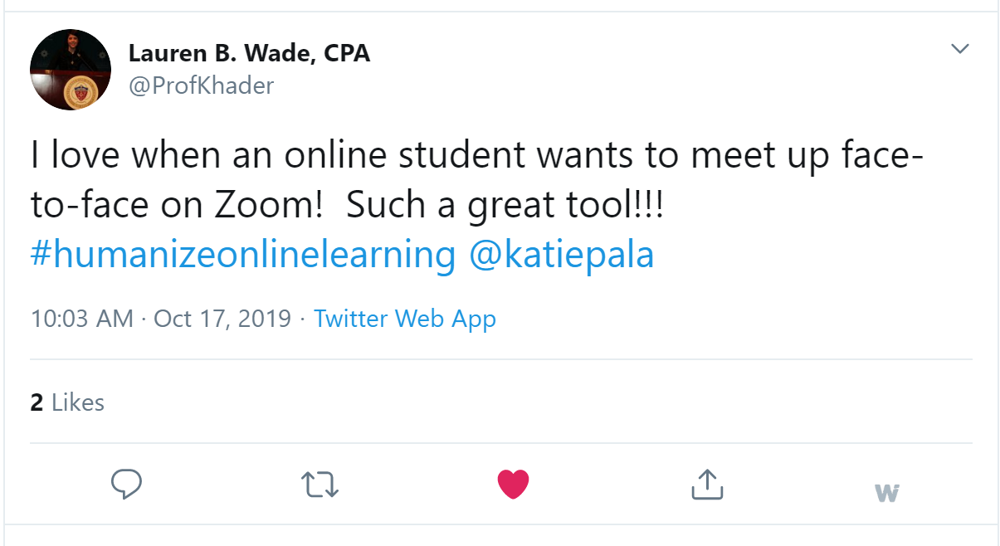 Lauren B. Wade, CPA
@ProfKhader
I love when an online student wants to meet up face-
to-face on Zoom!  Such a great tool!!!
#humanizeonlinelearning @katiepala
10:03 AM · Oct 17, 2019 · Twitter Web App
2 Likes
W